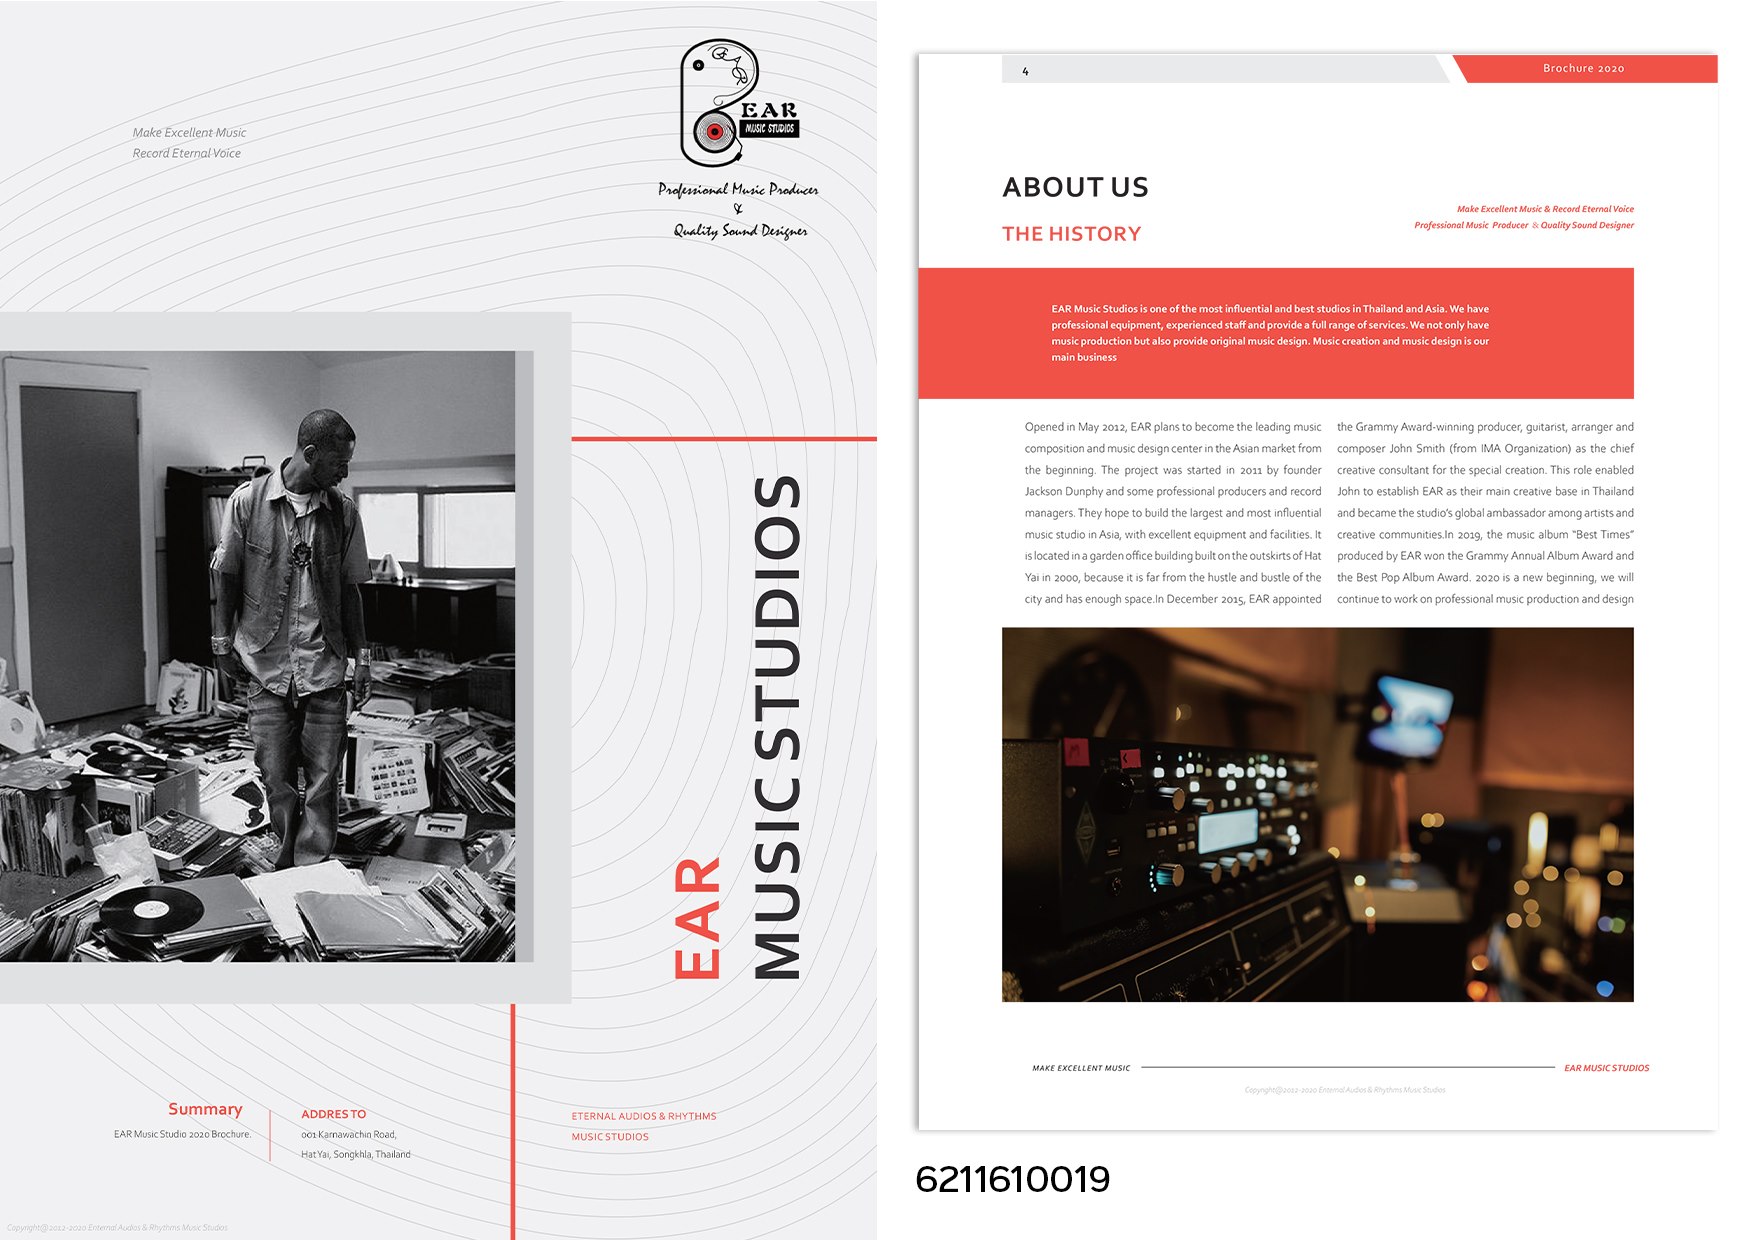 Make Excellent Music
Record Eternal Voice
EAR
EAR
MUSIC STUDIOS
Professional Music Producer
&
Quality Sound Designer
EAR
MUSIC STUDIOS
Summary
EAR Music Studio 2020 Brochure.
ADDRES TO
001 Karnawachin Road,
Hat Yai, Songkhla, Thailand
ETERNAL AUDIOS & RHYTHMS
MUSIC STUDIOS
Copyright@2012-2020 Enternal Audios & Rhythms Music Studios
4
Brochure 2020
ABOUT US
THE HISTORY
Make Excellent Music & Record Eternal Voice
Professional Music Producer & Quality Sound Designer
EAR Music Studios is one of the most influential and best studios in Thailand and Asia. We have
professional equipment, experienced staff and provide a full range of services. We not only have
music production but also provide original music design. Music creation and music design is our
main business
Opened in May 2012, EAR plans to become the leading music
composition and music design center in the Asian market from
the beginning. The project was started in 2011 by founder
Jackson Dunphy and some professional producers and record
managers. They hope to build the largest and most influential
music studio in Asia, with excellent equipment and facilities. It
is located in a garden office building built on the outskirts of Hat
Yai in 2000, because it is far from the hustle and bustle of the
city and has enough space.In December 2015, EAR appointed
the Grammy Award-winning producer, guitarist, arranger and
composer John Smith (from IMA Organization) as the chief
creative consultant for the special creation. This role enabled
John to establish EAR as their main creative base in Thailand
and became the studio's global ambassador among artists and
creative communities.In 2019, the music album "Best Times"
produced by EAR won the Grammy Annual Album Award and
the Best Pop Album Award. 2020 is a new beginning, we will
continue to work on professional music production and design
MAKE EXCELLENT MUSIC
EAR MUSIC STUDIOS
Copyright@2012-2020 Enternal Audios & Rhythms Music Studios
6211610019